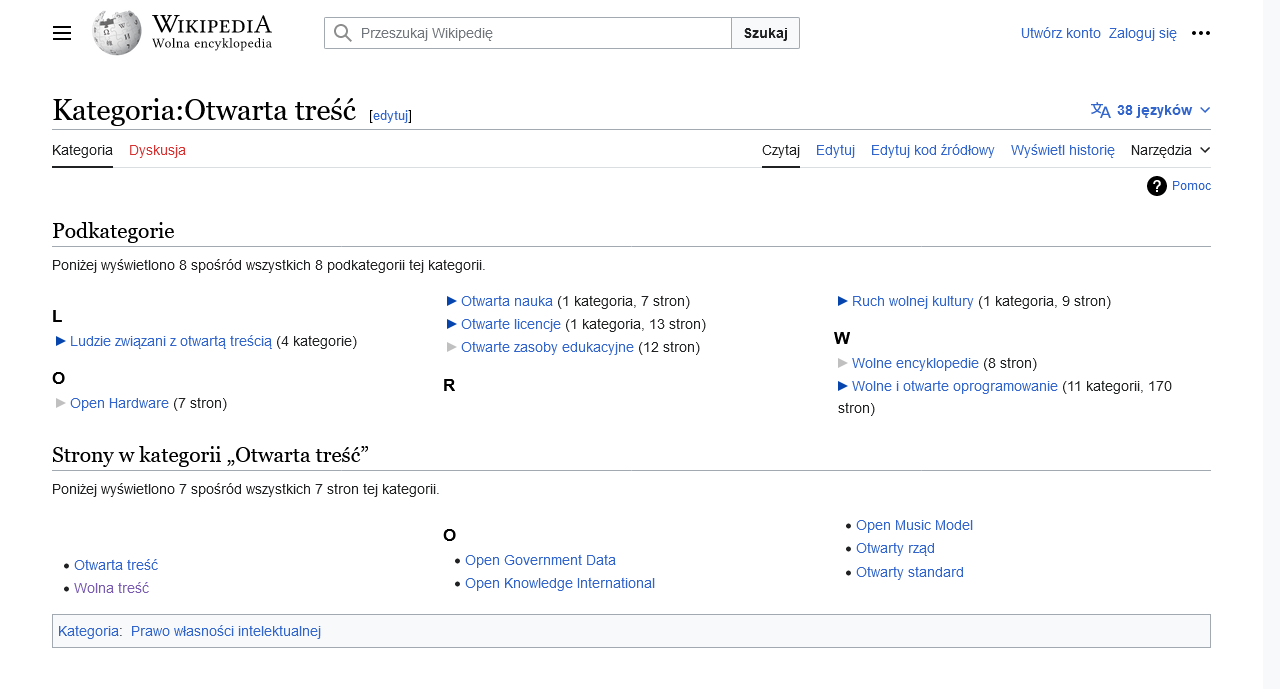 WIKIPEDIA
Wolna encyklopedia
Przeszukaj Wikipedię
Szukaj
Utwórz konto Zaloguj się
Kategoria:Otwarta treść [edytuj]
38 języków
Kategoria Dyskusja
Czytaj Edytuj Edytuj kod źródłowy Wyświetl historię Narzędzia
Pomoc
Podkategorie
Poniżej wyświetlono 8 spośród wszystkich 8 podkategorii tej kategorii.
L
Ludzie związani z otwartą treścią (4 kategorie)
O
Open Hardware (7 stron)
Otwarta nauka (1 kategoria, 7 stron)
Otwarte licencje (1 kategoria, 13 stron)
Otwarte zasoby edukacyjne (12 stron)
R
Ruch wolnej kultury (1 kategoria, 9 stron)
W
Wolne encyklopedie (8 stron)
Wolne i otwarte oprogramowanie (11 kategorii, 170
stron)
Strony w kategorii „Otwarta treść”
Poniżej wyświetlono 7 spośród wszystkich 7 stron tej kategorii.
Otwarta treść
Wolna treść
O
Open Government Data
Open Knowledge International
Open Music Model
Otwarty rząd
Otwarty standard
Kategoria: Prawo własności intelektualnej